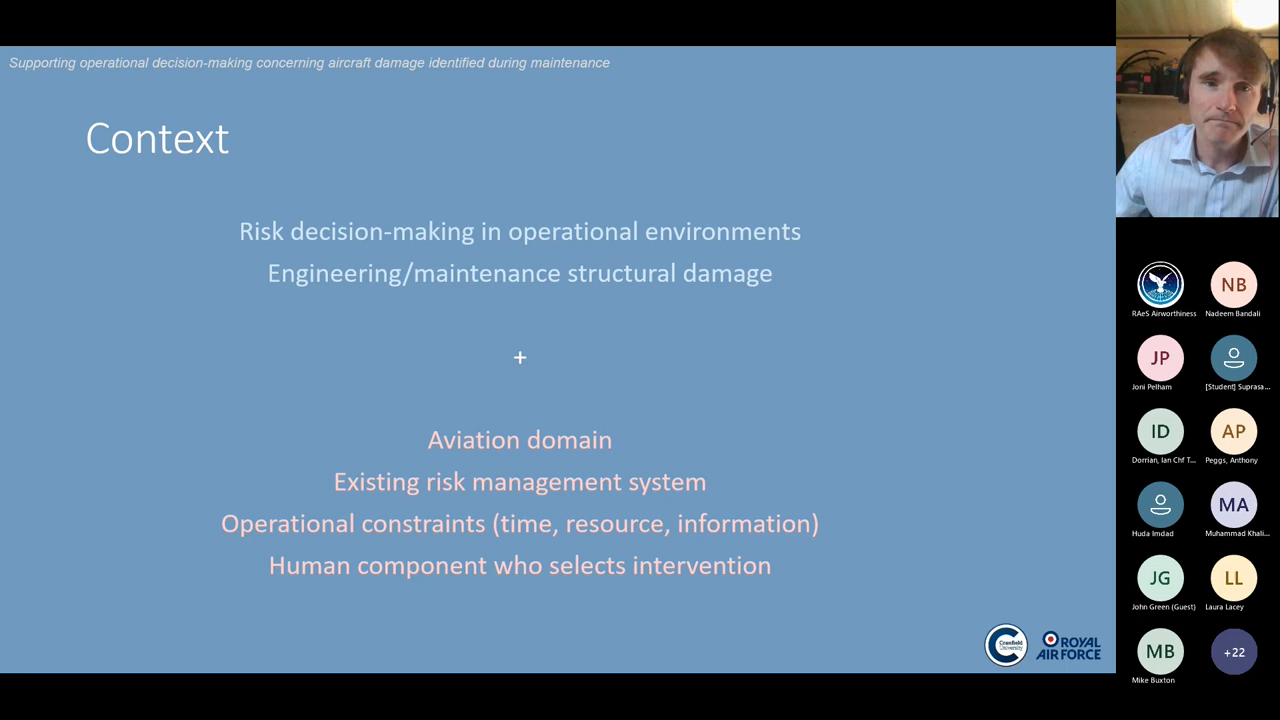 Supporting operational decision-making concerning aircraft damage identified during maintenance
Context
Risk decision-making in operational environments
Engineering/maintenance structural damage
+
Aviation domain
Existing risk management system
Operational constraints (time, resource, information)
Human component who selects intervention
Cranfield
University
ROYAL
AIR FORCE
RAeS Airworthiness
NB
Nadeem Bandali
JP
Joni Pelham
[Student] Suprasa...
ID
Dorrian, Ian Chf T...
AP
Peggs, Anthony
Huda Imdad
MA
Muhammad Khali...
JG
John Green (Guest)
LL
Laura Lacey
MB
Mike Buxton
+22